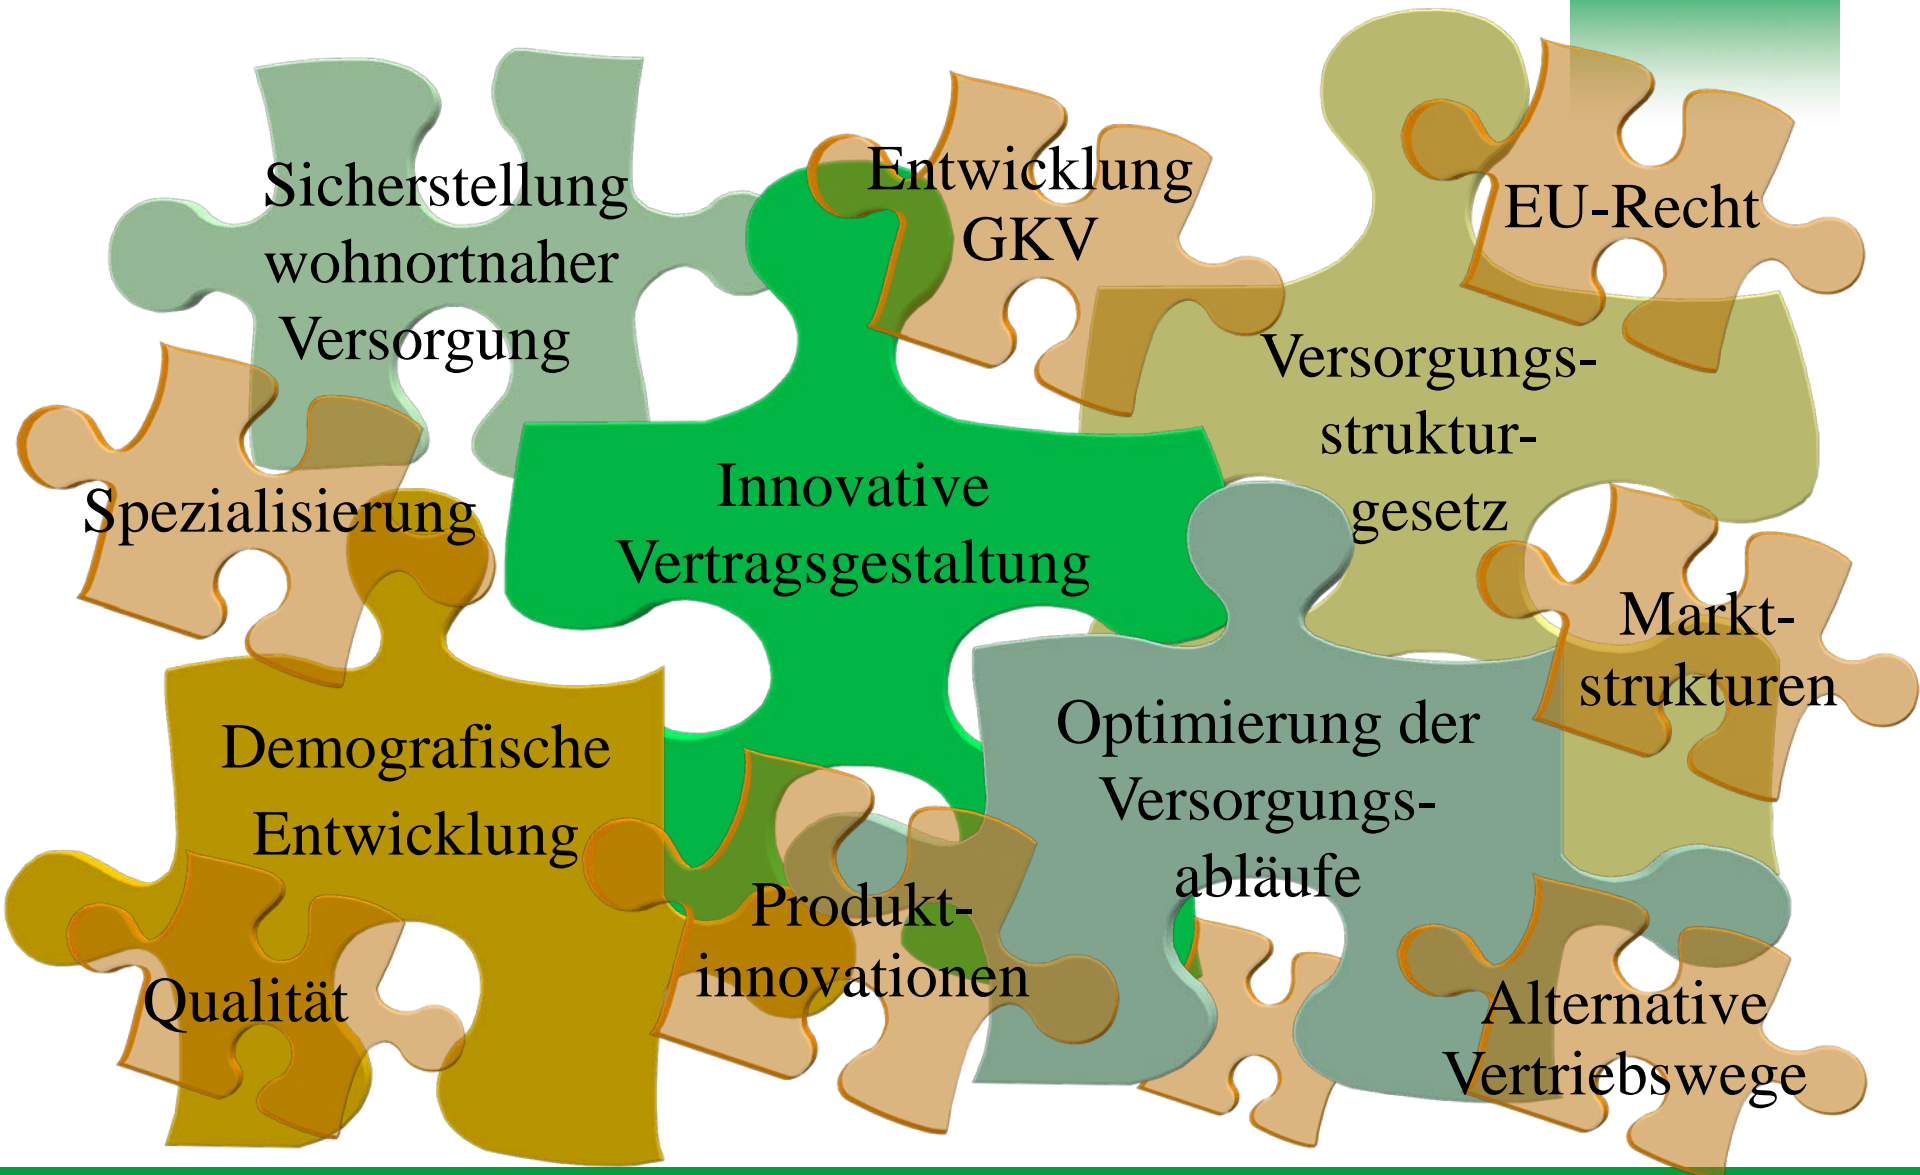 Sicherstellung
wohnortnaher
Versorgung
Entwicklung
GKV
EU-Recht
Versorgungs-
struktur-
gesetz
Spezialisierung
Innovative
Vertragsgestaltung
Markt-
strukturen
Demografische
Entwicklung
Optimierung der
Versorgungs-
abläufe
Qualität
Produkt-
innovationen
Alternative
Vertriebswege